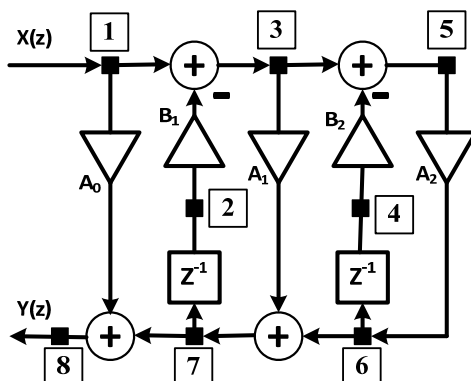 X(z) 1 3 5
+ +
B₁ - B₂ -
A₀ A₁ A₂
2 4
Z⁻¹ Z⁻¹
Y(z)
+ +
8 7 6